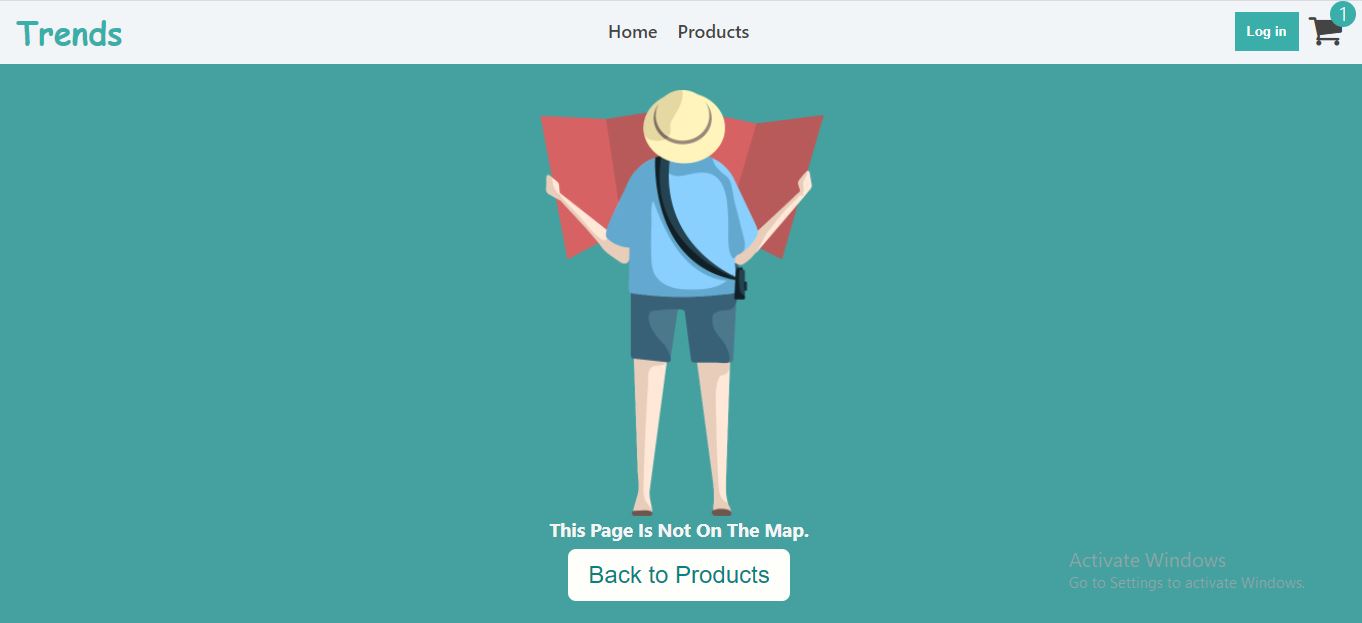 Trends
Home Products
Log in
1
This Page Is Not On The Map.
Back to Products
Activate Windows
Go to Settings to activate Windows.